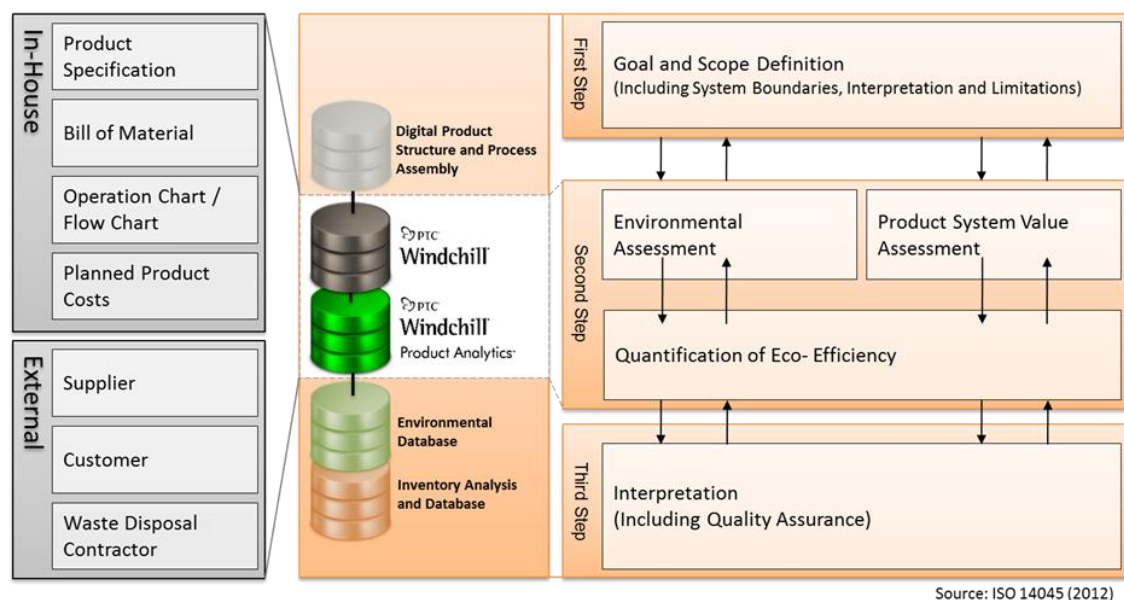 In-House
Product
Specification
Bill of Material
Operation Chart /
Flow Chart
Planned Product
Costs
External
Supplier
Customer
Waste Disposal
Contractor
Digital Product
Structure and Process
Assembly
PTC
Windchill
PTC
Windchill
Product Analytics
Environmental
Database
Inventory Analysis
and Database
First Step
Goal and Scope Definition
(Including System Boundaries, Interpretation and Limitations)
Second Step
Environmental
Assessment
Product System Value
Assessment
Quantification of Eco- Efficiency
Third Step
Interpretation
(Including Quality Assurance)
Source: ISO 14045 (2012)